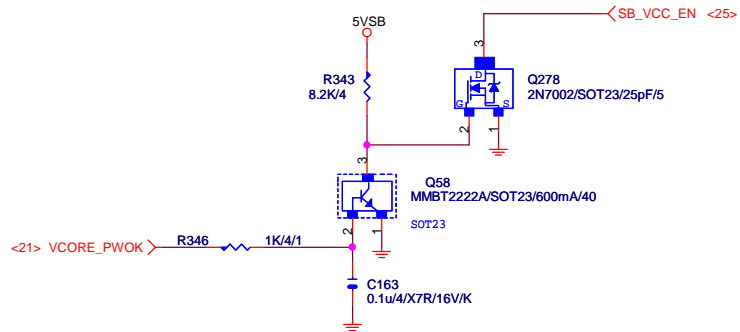 SB_VCC_EN <25>
5VSB
3
R343
8.2K/4
D
G
S
Q278
2N7002/SOT23/25pF/5
2
1
3
Q58
MMBT2222A/SOT23/600mA/40
SOT23
2
1
<21> VCORE_PWOK
R346
1K/4/1
C163
0.1u/4/X7R/16V/K